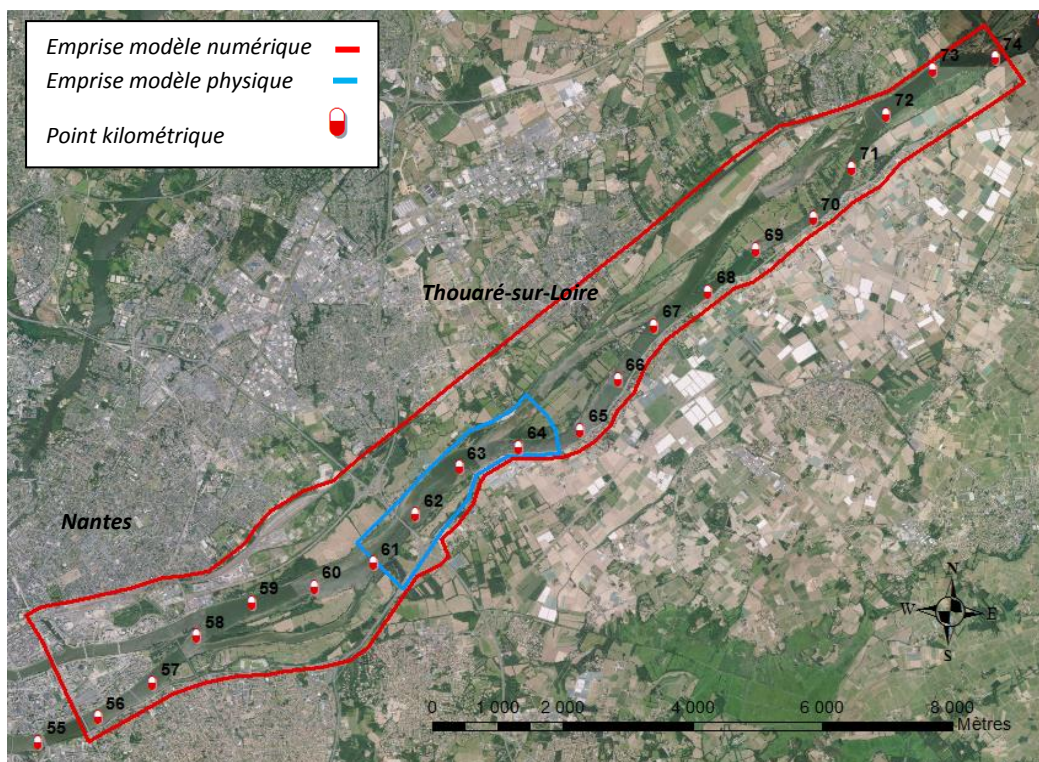 Emprise modèle numérique
Emprise modèle physique
Point kilométrique
74
73
72
71
70
69
68
Thouaré-sur-Loire
67
66
65
64
63
62
Nantes
61
60
59
58
57
56
55
N
W E
S
0 1 000 2 000 4 000 6 000 8 000
Mètres